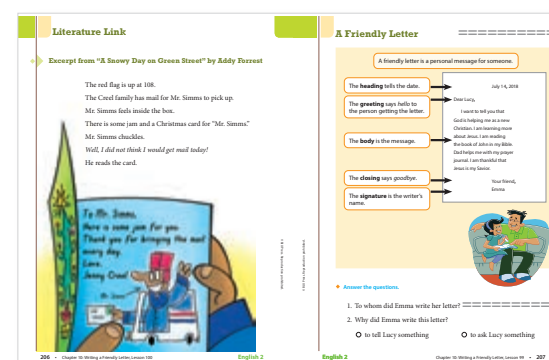 Literature Link
Excerpt from "A Snowy Day on Green Street" by Addy Forrest
The red flag is up at 108.
The Creel family has mail for Mr. Simms to pick up.
Mr. Simms feels inside the box.
There is some jam and a Christmas card for "Mr. Simms."
Mr. Simms chuckles.
Well, I did not think I would get mail today!
He reads the card.
To Mr. Simms,
Here is some jam for you.
Thank you for bringing the mail
every day.
Love,
Jenny Creel
206 • Chapter 10: Writing a Friendly Letter, Lesson 100
English 2
A Friendly Letter
A friendly letter is a personal message for someone.
The heading tells the date.
The greeting says hello to
the person getting the letter.
The body is the message.
The closing says goodbye.
The signature is the writer's
name.
July 14, 2018
Dear Lucy,
I want to tell you that
God is helping me as a new
Christian. I am learning more
about Jesus. I am reading
the book of John in my Bible.
Dad helps me with my prayer
journal. I am thankful that
Jesus is my Savior.
Your friend,
Emma
Answer the questions.
1. To whom did Emma write her letter?
2. Why did Emma write this letter?
to tell Lucy something
to ask Lucy something
English 2
Chapter 10: Writing a Friendly Letter, Lesson 99 • 207